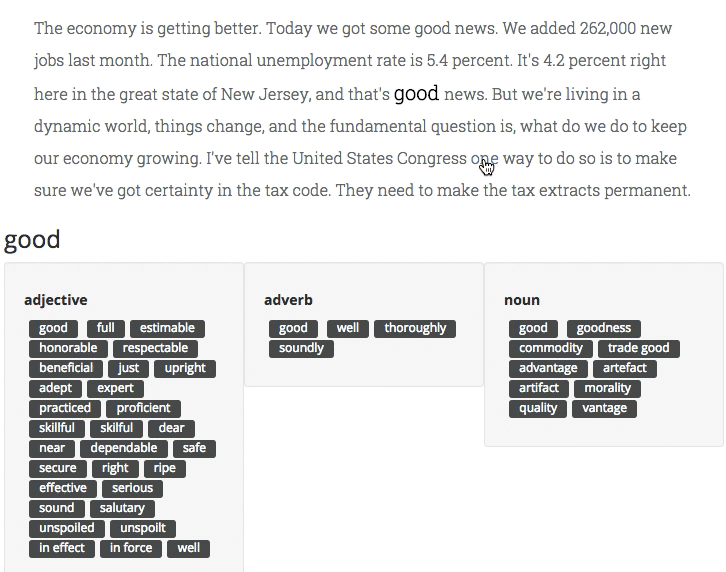 The economy is getting better. Today we got some good news. We added 262,000 new
jobs last month. The national unemployment rate is 5.4 percent. It's 4.2 percent right
here in the great state of New Jersey, and that's good news. But we're living in a
dynamic world, things change, and the fundamental question is, what do we do to keep
our economy growing. I've tell the United States Congress one way to do so is to make
sure we've got certainty in the tax code. They need to make the tax extracts permanent.
good
adjective
good full estimable
honorable respectable
beneficial just upright
adept expert
practiced proficient
skillful skilful dear
near dependable safe
secure right ripe
effective serious
sound salutary
unspoiled unspoilt
in effect in force well
adverb
good well thoroughly
soundly
noun
good goodness
commodity trade good
advantage artefact
artifact morality
quality vantage